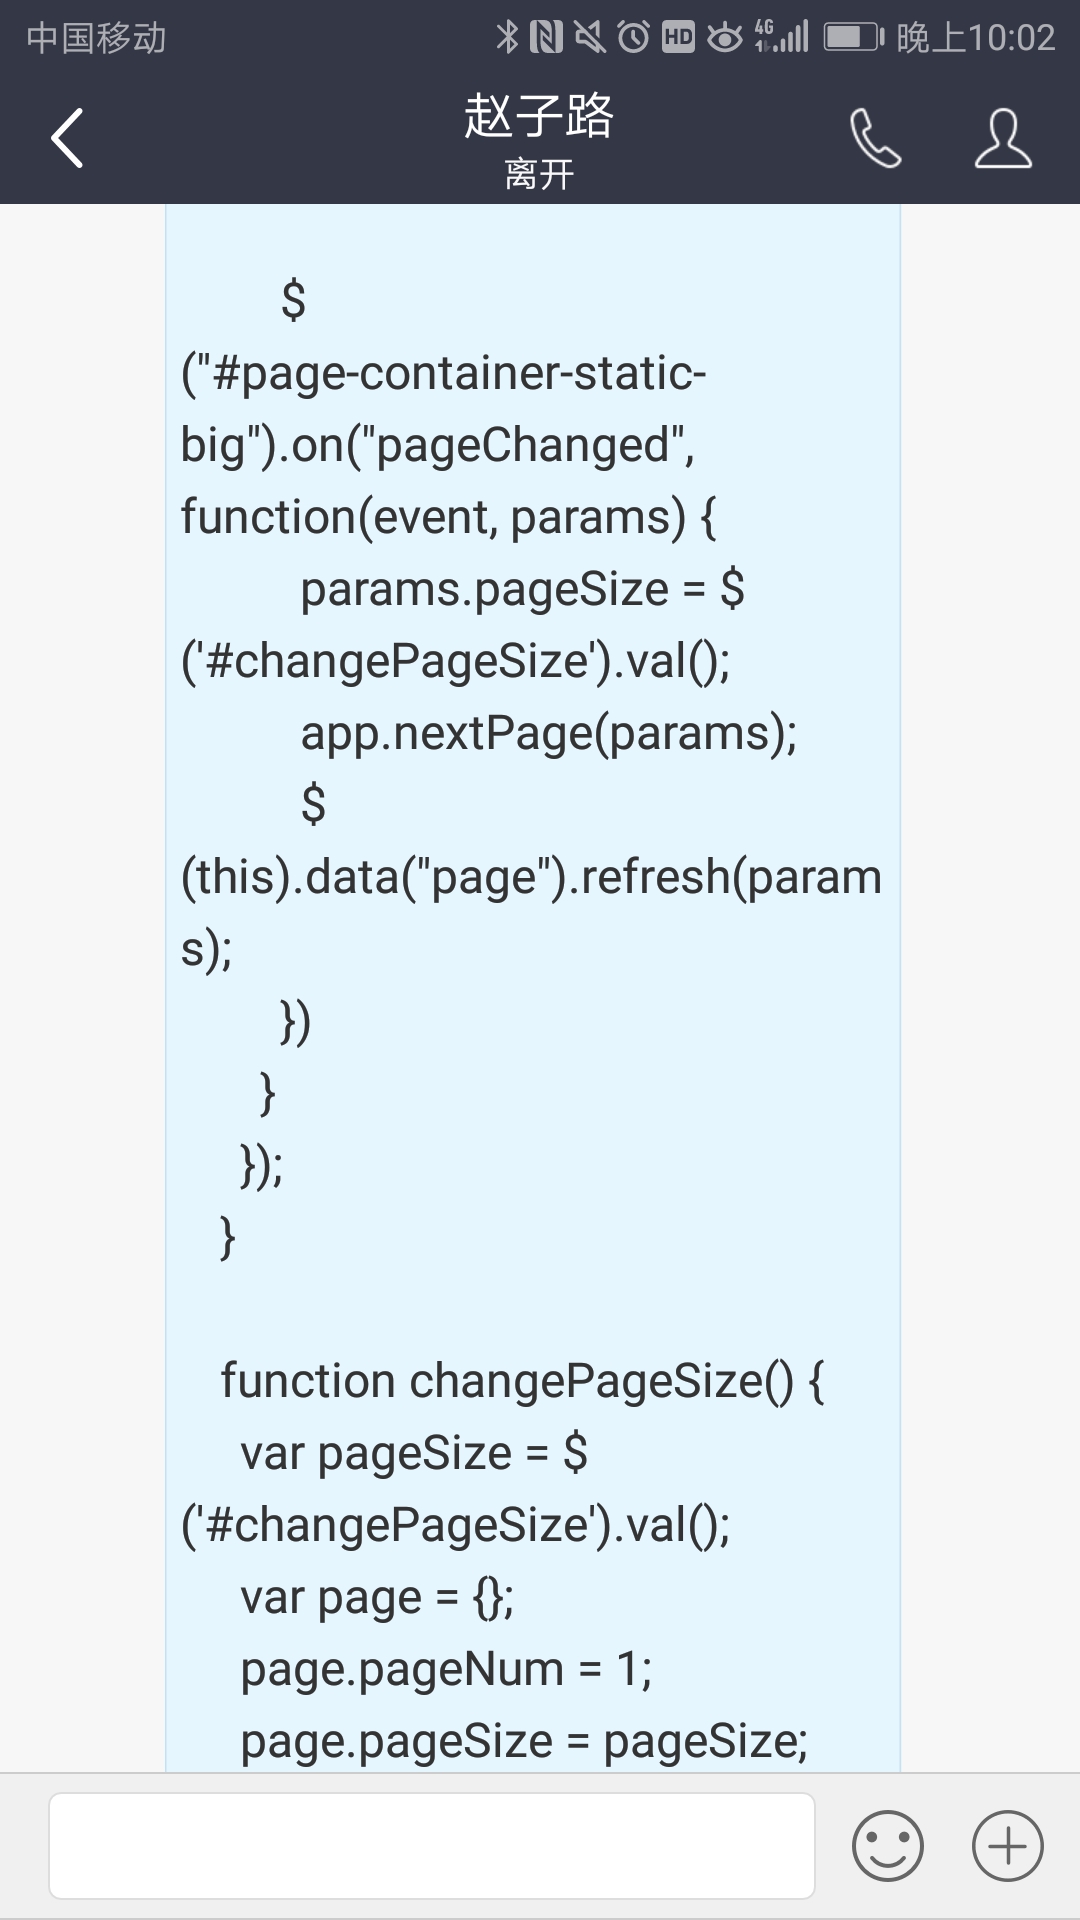 中国移动 HD 4G 晚上10:02
赵子路
离开
$
("#page-container-static-
big").on("pageChanged",
function(event, params) {
params.pageSize = $
('#changePageSize').val();
app.nextPage(params);
$
(this).data("page").refresh(param
s);
})
}
});
}
function changePageSize() {
var pageSize = $
('#changePageSize').val();
var page = {};
page.pageNum = 1;
page.pageSize = pageSize;